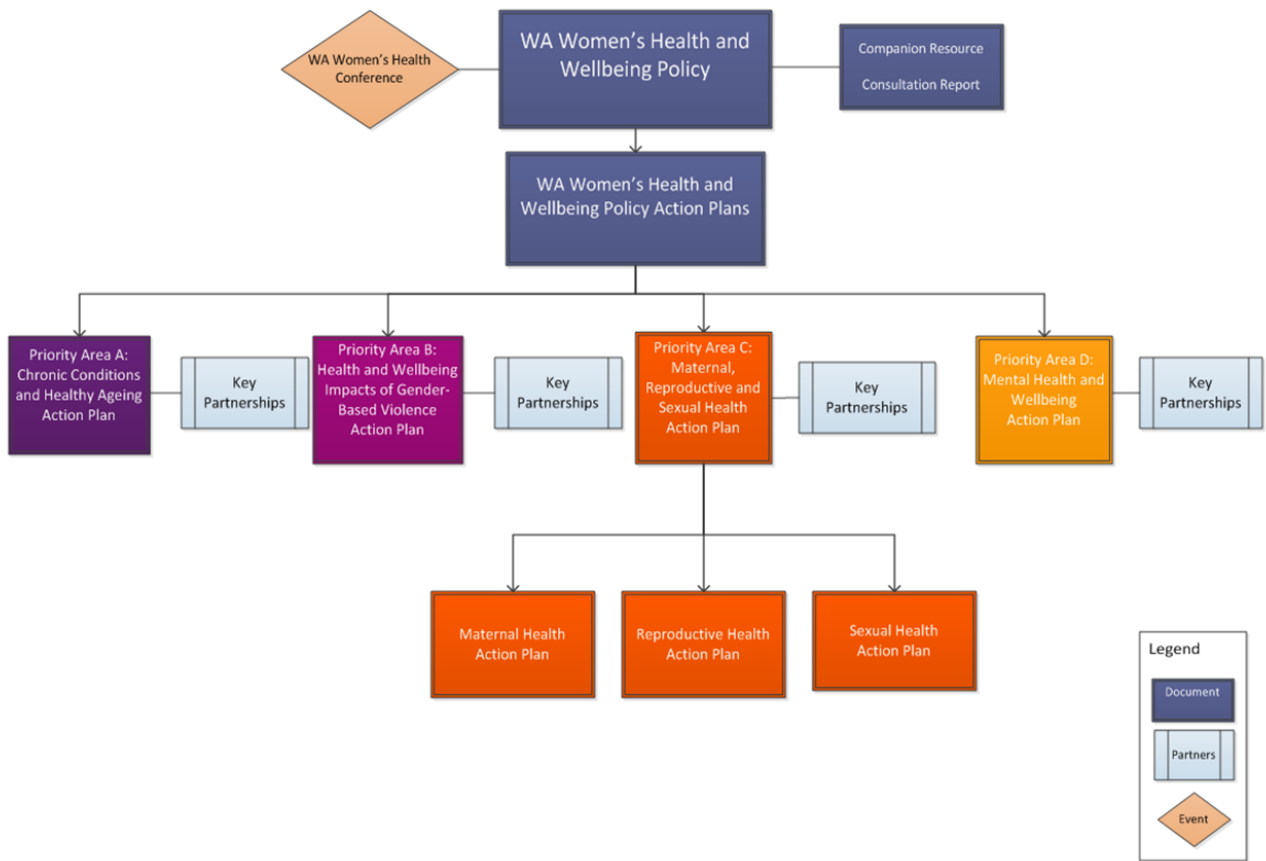 WA Women's Health
Conference
WA Women's Health and
Wellbeing Policy
Companion Resource
Consultation Report
WA Women's Health and
Wellbeing Policy Action Plans
Priority Area A:
Chronic Conditions
and Healthy Ageing
Action Plan
Key
Partnerships
Priority Area B:
Health and Wellbeing
Impacts of Gender-
Based Violence
Action Plan
Key
Partnerships
Priority Area C:
Maternal,
Reproductive and
Sexual Health
Action Plan
Key
Partnerships
Priority Area D:
Mental Health and
Wellbeing
Action Plan
Key
Partnerships
Maternal Health
Action Plan
Reproductive Health
Action Plan
Sexual Health
Action Plan
Legend
Document
Partners
Event